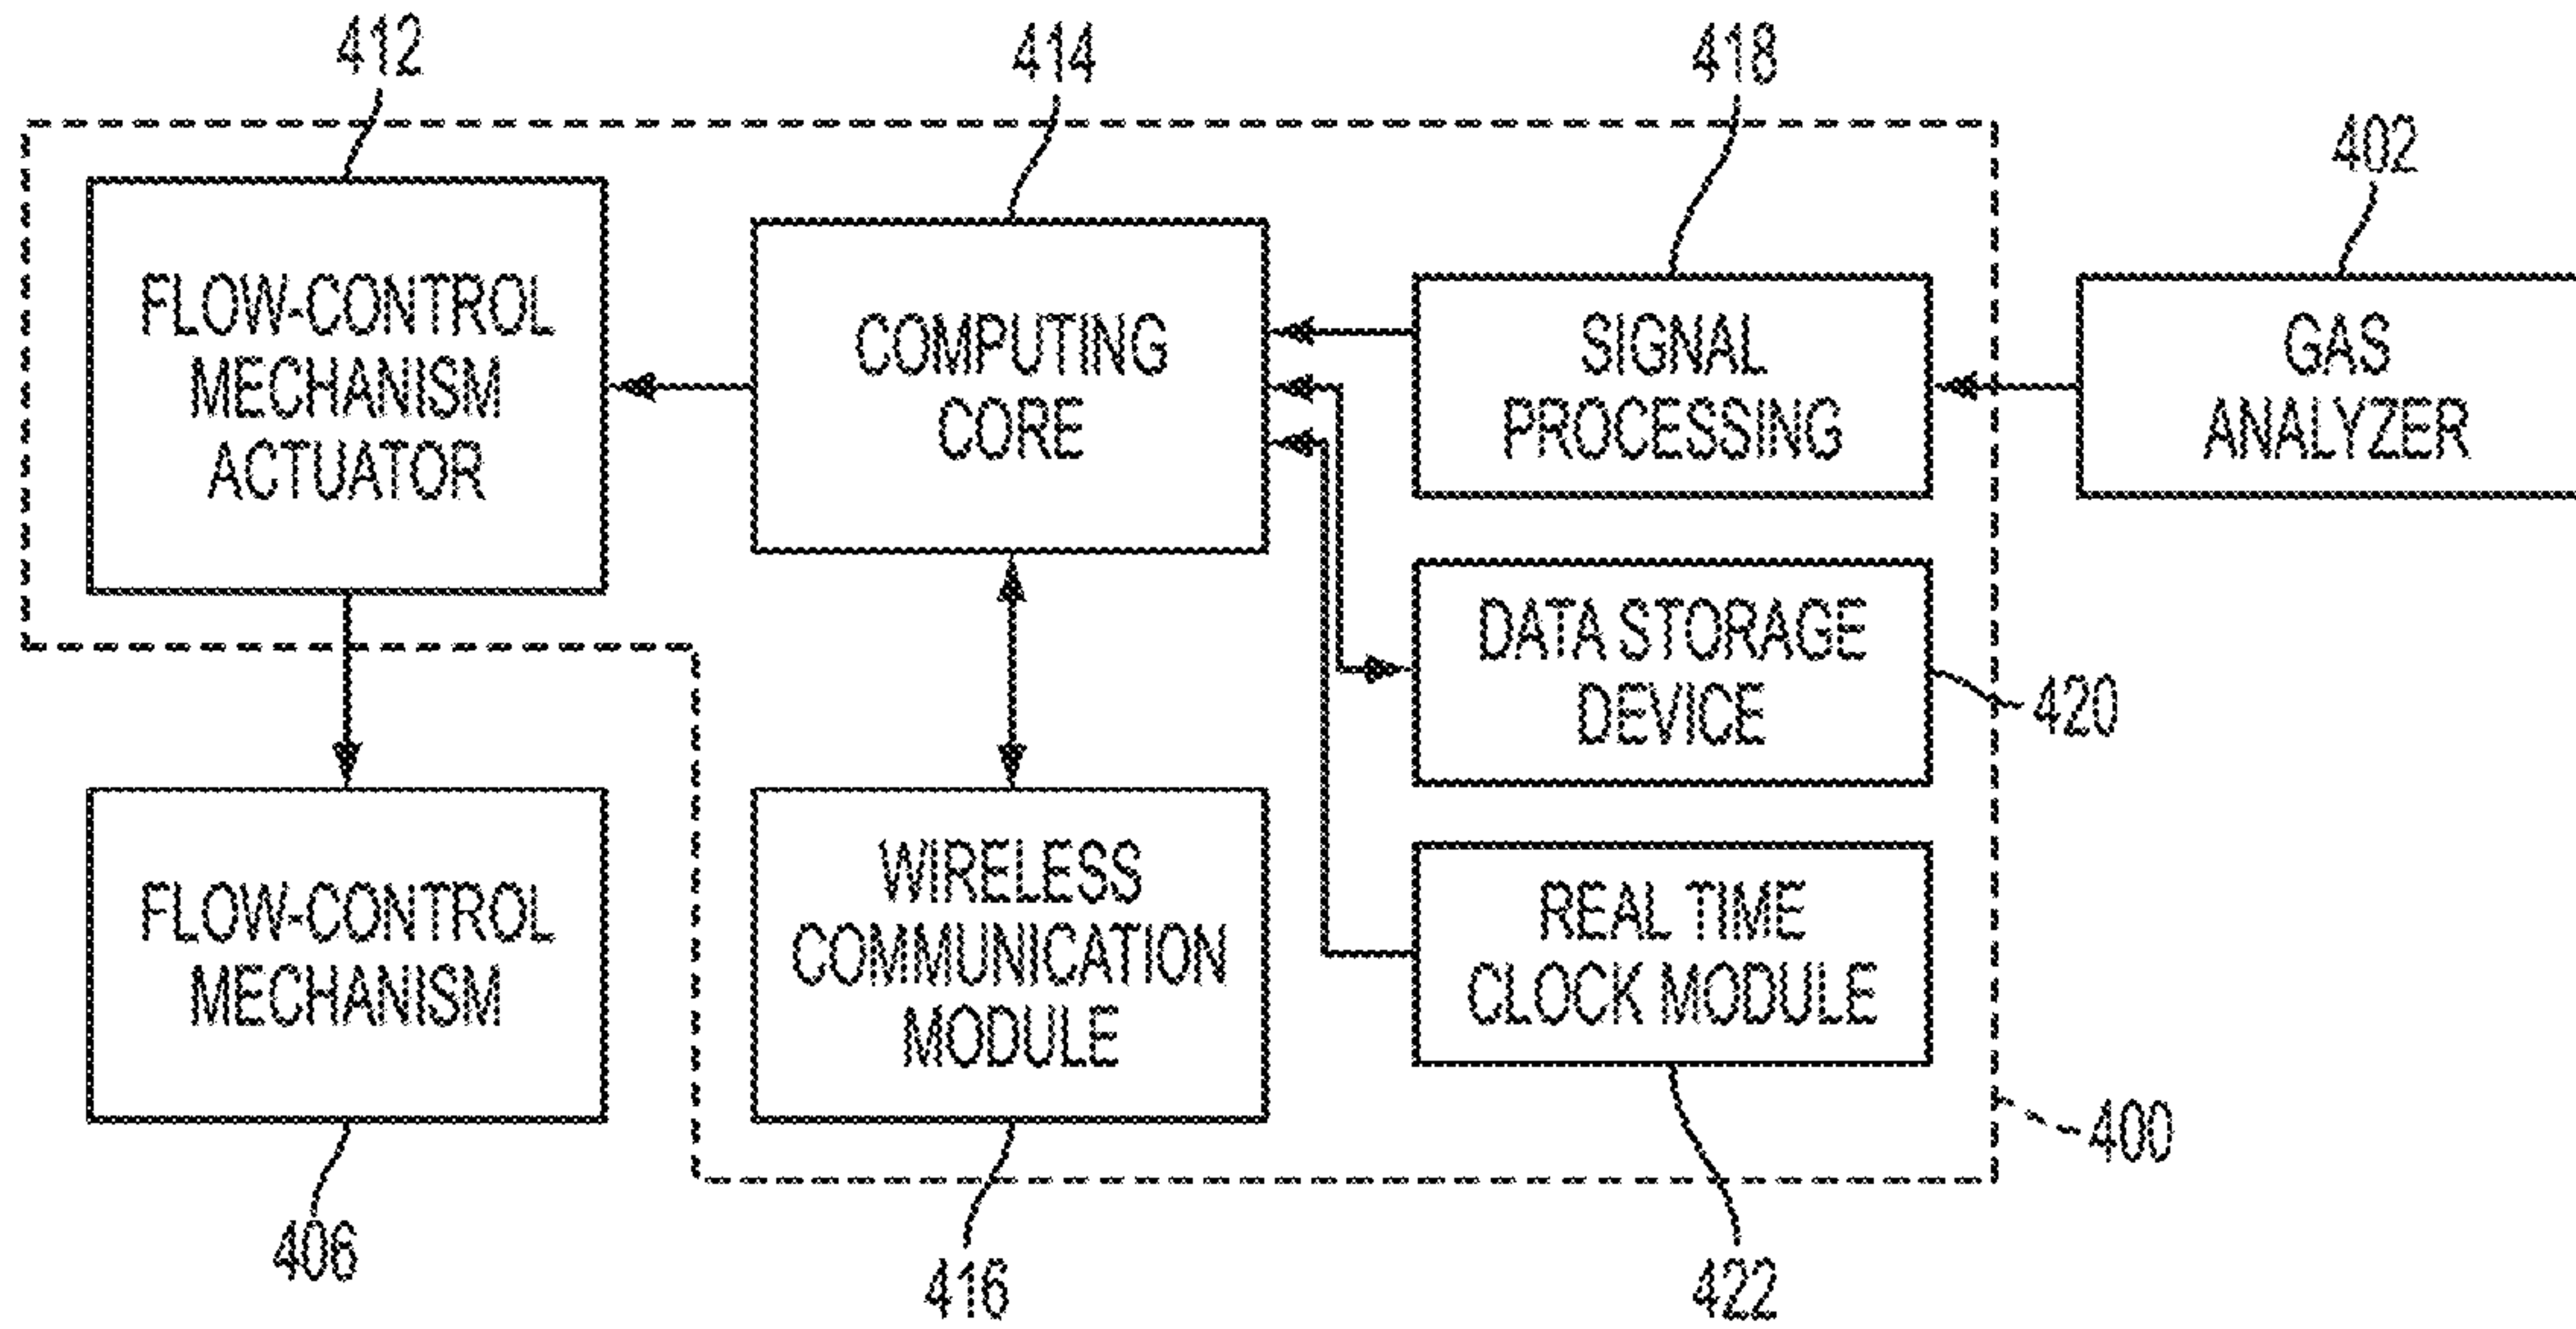 412
414
418
402
FLOW-CONTROL
MECHANISM
ACTUATOR
COMPUTING
CORE
SIGNAL
PROCESSING
GAS
ANALYZER
DATA STORAGE
DEVICE
420
FLOW-CONTROL
MECHANISM
WIRELESS
COMMUNICATION
MODULE
REAL TIME
CLOCK MODULE
400
406
416
422